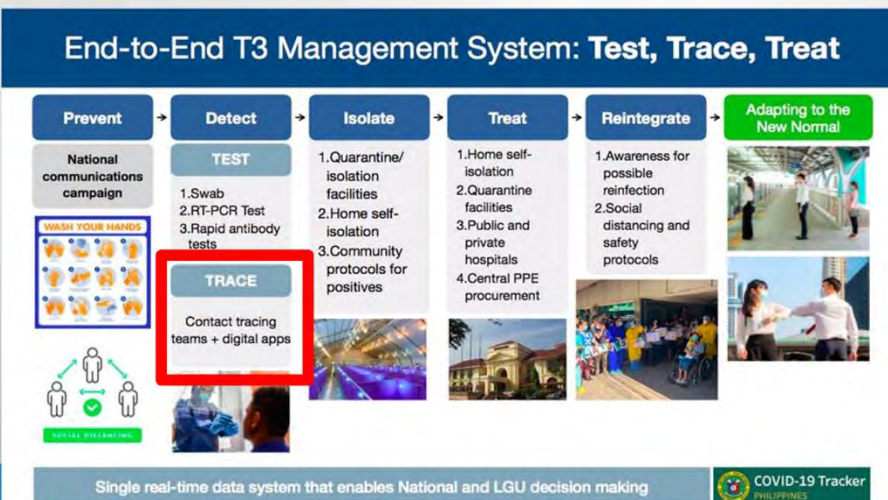 End-to-End T3 Management System: Test, Trace, Treat
Prevent
National
communications
campaign
WASH YOUR HANDS
SOCIAL DISTANCING
Detect
TEST
1.Swab
2.RT-PCR Test
3.Rapid antibody
tests
TRACE
Contact tracing
teams + digital apps
Isolate
1.Quarantine/
isolation
facilities
2.Home self-
isolation
3.Community
protocols for
positives
Treat
1.Home self-
isolation
2.Quarantine
facilities
3.Public and
private
hospitals
4.Central PPE
procurement
Reintegrate
1.Awareness for
possible
reinfection
2.Social
distancing and
safety
protocols
Adapting to the
New Normal
Single real-time data system that enables National and LGU decision making
COVID-19 Tracker
PHILIPPINES